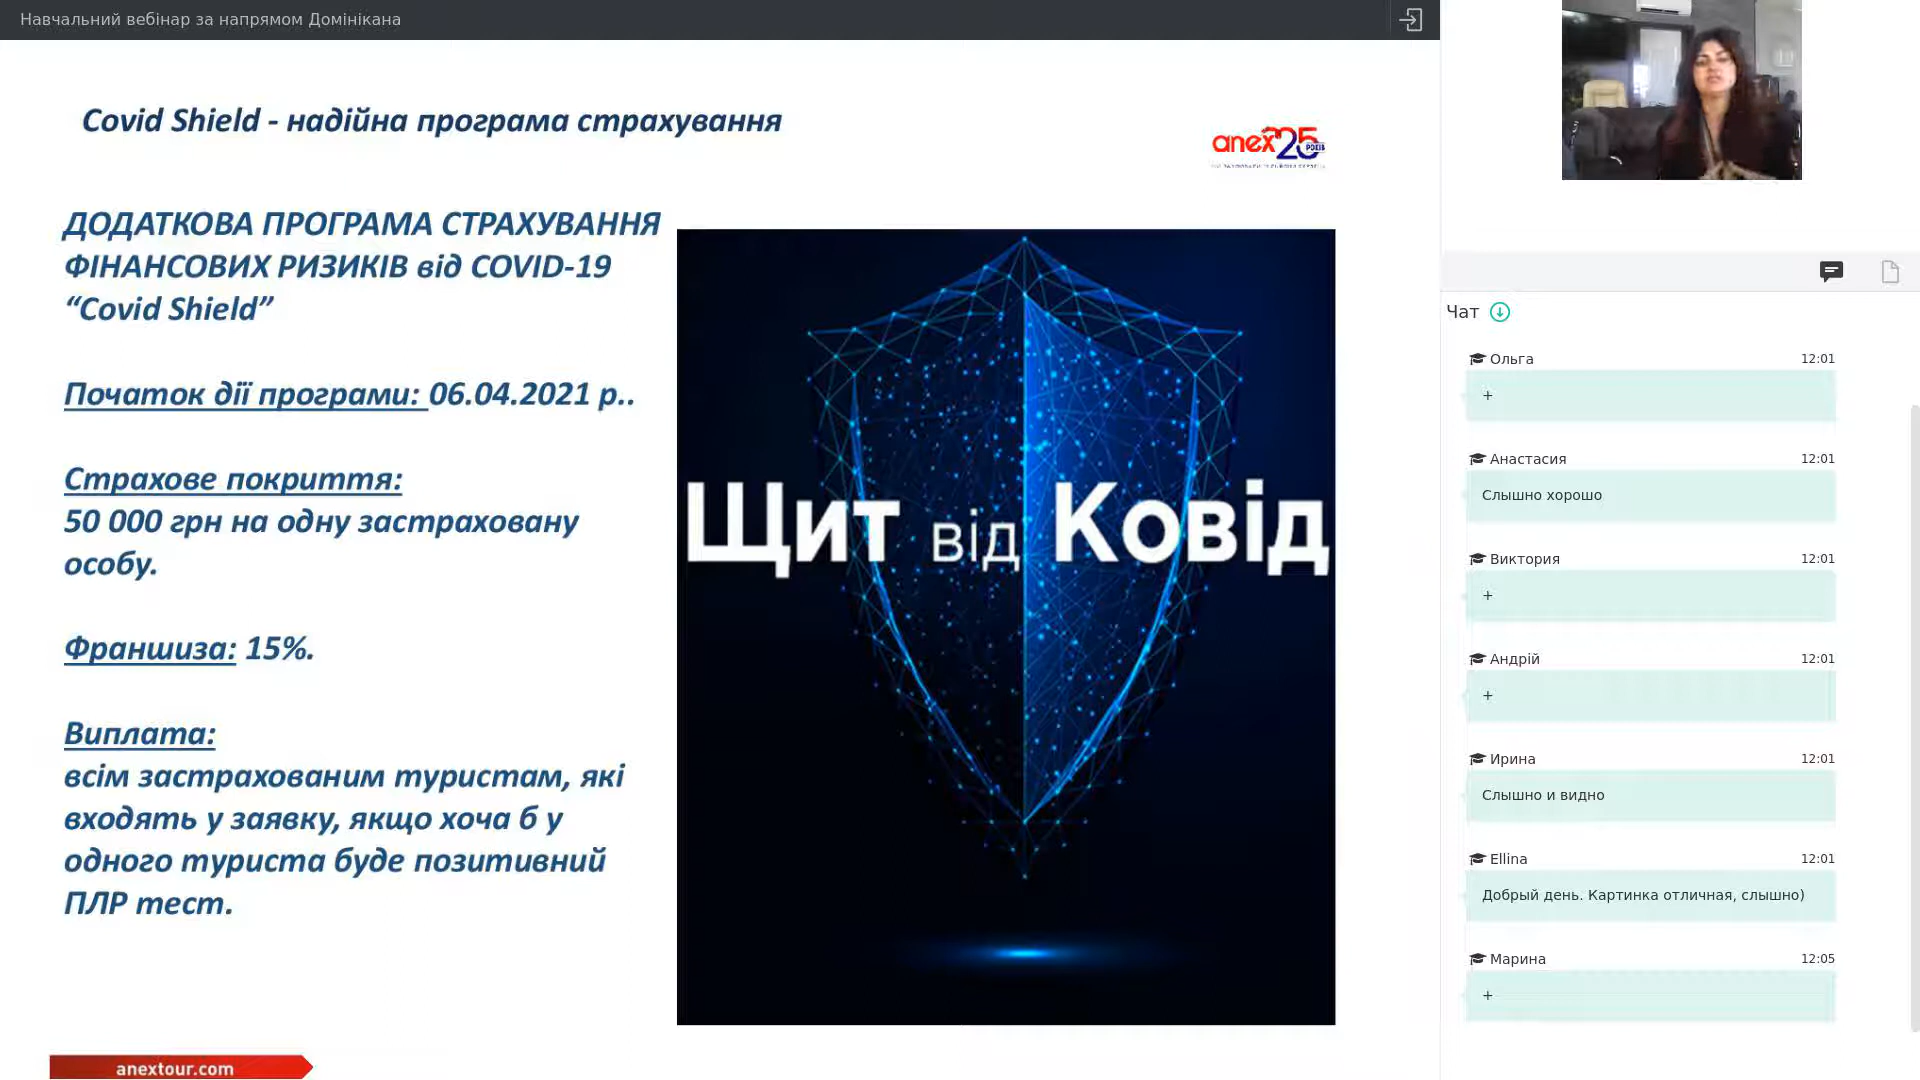 Навчальний вебінар за напрямом Домінікана
Covid Shield - надійна програма страхування
anex 25 РОКІВ
ДОДАТКОВА ПРОГРАМА СТРАХУВАННЯ
ФІНАНСОВИХ РИЗИКІВ від COVID-19
“Covid Shield”
Початок дії програми: 06.04.2021 р..
Страхове покриття:
50 000 грн на одну застраховану
особу.
Франшиза: 15%.
Виплата:
всім застрахованим туристам, які
входять у заявку, якщо хоча б у
одного туриста буде позитивний
ПЛР тест.
Щит від Ковід
anextour.com
Чат
Ольга 12:01
+
Анастасия 12:01
Слышно хорошо
Виктория 12:01
+
Андрій 12:01
+
Ирина 12:01
Слышно и видно
Ellina 12:01
Добрый день. Картинка отличная, слышно)
Марина 12:05
+